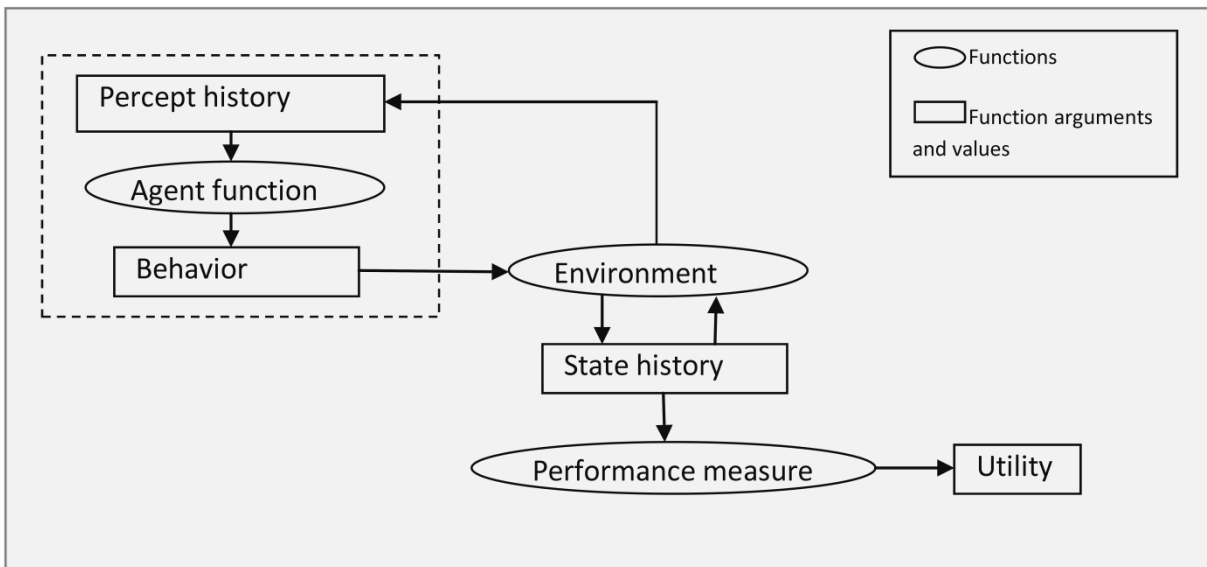 Percept history
Agent function
Behavior
Environment
State history
Performance measure
Utility
Functions
Function arguments
and values